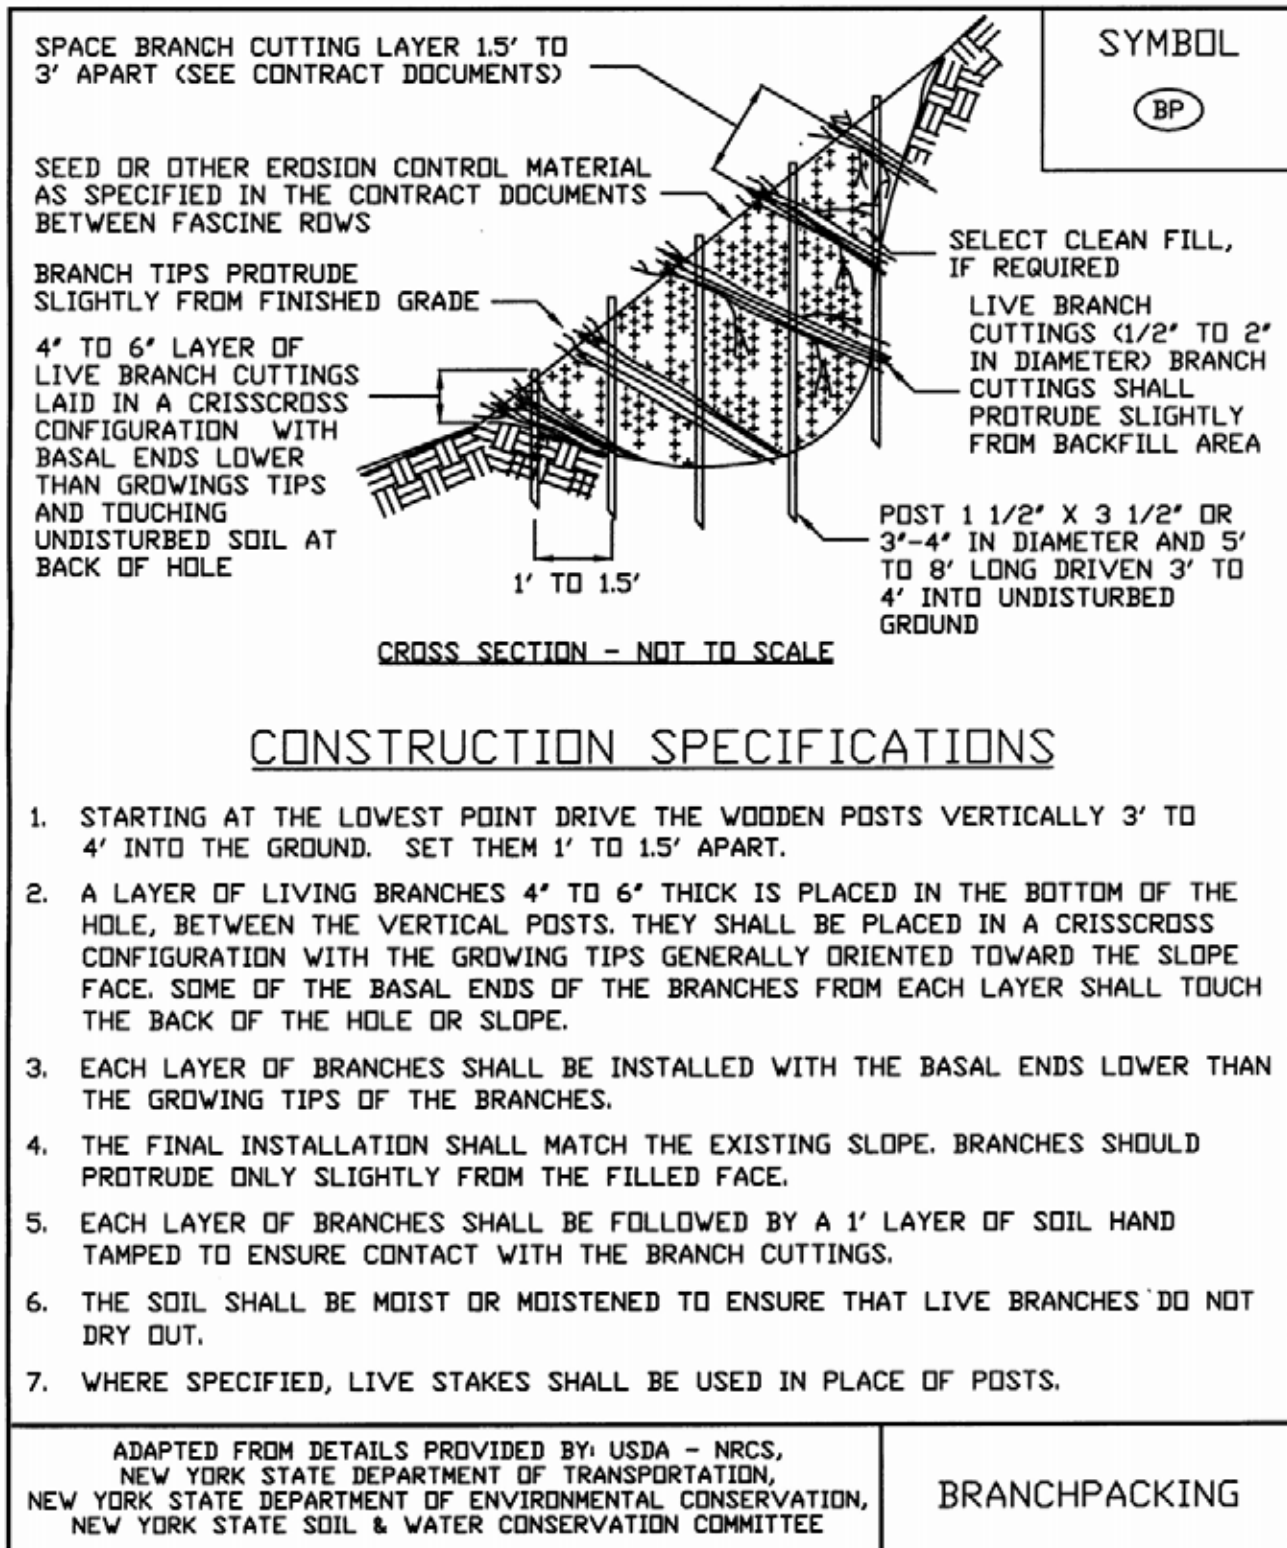 SPACE BRANCH CUTTING LAYER 1.5' TO
3' APART (SEE CONTRACT DOCUMENTS)
SYMBOL
BP
SEED OR OTHER EROSION CONTROL MATERIAL
AS SPECIFIED IN THE CONTRACT DOCUMENTS
BETWEEN FASCINE ROWS
BRANCH TIPS PROTRUDE
SLIGHTLY FROM FINISHED GRADE
4" TO 6" LAYER OF
LIVE BRANCH CUTTINGS
LAID IN A CRISSCROSS
CONFIGURATION WITH
BASAL ENDS LOWER
THAN GROWINGS TIPS
AND TOUCHING
UNDISTURBED SOIL AT
BACK OF HOLE
SELECT CLEAN FILL,
IF REQUIRED
LIVE BRANCH
CUTTINGS (1/2" TO 2"
IN DIAMETER) BRANCH
CUTTINGS SHALL
PROTRUDE SLIGHTLY
FROM BACKFILL AREA
POST 1 1/2" X 3 1/2" OR
3"-4" IN DIAMETER AND 5'
TO 8' LONG DRIVEN 3' TO
4' INTO UNDISTURBED
GROUND
1' TO 1.5'
CROSS SECTION - NOT TO SCALE
CONSTRUCTION SPECIFICATIONS
1. STARTING AT THE LOWEST POINT DRIVE THE WOODEN POSTS VERTICALLY 3' TO
4' INTO THE GROUND. SET THEM 1' TO 1.5' APART.
2. A LAYER OF LIVING BRANCHES 4" TO 6" THICK IS PLACED IN THE BOTTOM OF THE
HOLE, BETWEEN THE VERTICAL POSTS. THEY SHALL BE PLACED IN A CRISSCROSS
CONFIGURATION WITH THE GROWING TIPS GENERALLY ORIENTED TOWARD THE SLOPE
FACE. SOME OF THE BASAL ENDS OF THE BRANCHES FROM EACH LAYER SHALL TOUCH
THE BACK OF THE HOLE OR SLOPE.
3. EACH LAYER OF BRANCHES SHALL BE INSTALLED WITH THE BASAL ENDS LOWER THAN
THE GROWING TIPS OF THE BRANCHES.
4. THE FINAL INSTALLATION SHALL MATCH THE EXISTING SLOPE. BRANCHES SHOULD
PROTRUDE ONLY SLIGHTLY FROM THE FILLED FACE.
5. EACH LAYER OF BRANCHES SHALL BE FOLLOWED BY A 1' LAYER OF SOIL HAND
TAMPED TO ENSURE CONTACT WITH THE BRANCH CUTTINGS.
6. THE SOIL SHALL BE MOIST OR MOISTENED TO ENSURE THAT LIVE BRANCHES DO NOT
DRY OUT.
7. WHERE SPECIFIED, LIVE STAKES SHALL BE USED IN PLACE OF POSTS.
ADAPTED FROM DETAILS PROVIDED BY: USDA - NRCS,
NEW YORK STATE DEPARTMENT OF TRANSPORTATION,
NEW YORK STATE DEPARTMENT OF ENVIRONMENTAL CONSERVATION,
NEW YORK STATE SOIL & WATER CONSERVATION COMMITTEE
BRANCHPACKING